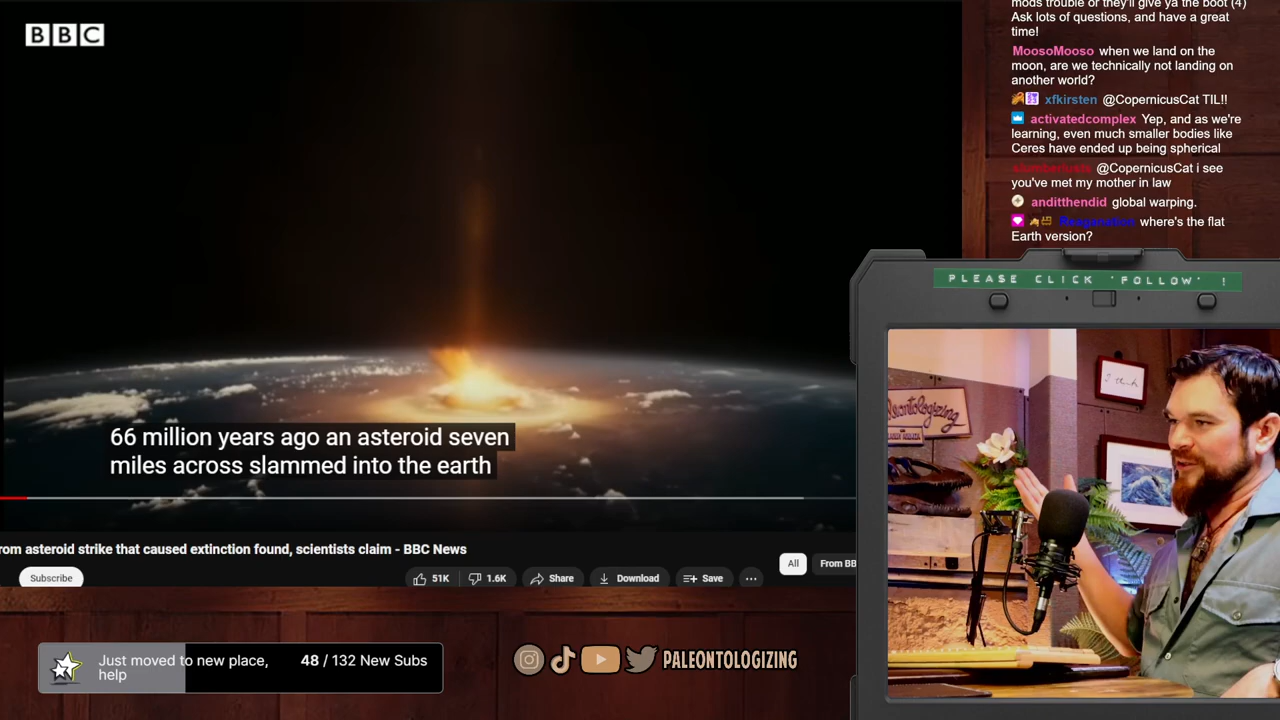 BBC
66 million years ago an asteroid seven
miles across slammed into the earth
rom asteroid strike that caused extinction found, scientists claim - BBC News
Subscribe
51K
1.6K
Share
Download
Save
All
From BB
Just moved to new place,
help
48 / 132 New Subs
PALEONTOLOGIZING
mods trouble or they'll give ya the boot (4)
Ask lots of questions, and have a great
time!
MoosoMooso when we land on the
moon, are we technically not landing on
another world?
xfkirsten @CopernicusCat TIL!!
activatedcomplex Yep, and as we're
learning, even much smaller bodies like
Ceres have ended up being spherical
@CopernicusCat i see
you've met my mother in law
anditthendid global warping.
where's the flat
Earth version?
PLEASE CLICK "FOLLOW" !
leontologizing